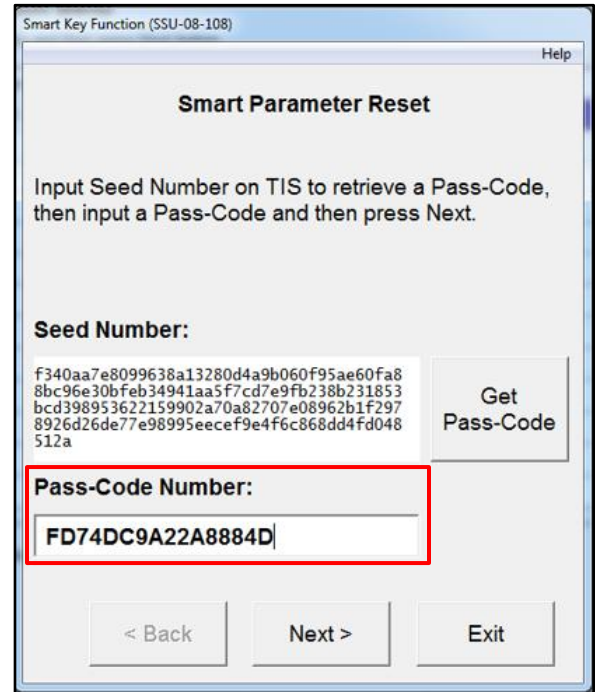 Smart Key Function (SSU-08-108)
Help
Smart Parameter Reset
Input Seed Number on TIS to retrieve a Pass-Code,
then input a Pass-Code and then press Next.
Seed Number:
f340aa7e8099638a13280d4a9b060f95ae60fa8
8bc96e30bfeb34941aa5f7cd7e9fb238b231853
bcd398953622159902a70a82707e08962b1f297
8926d26de77e98995eecef9e4f6c868dd4fd048
512a
Get
Pass-Code
Pass-Code Number:
FD74DC9A22A8884D
< Back
Next >
Exit